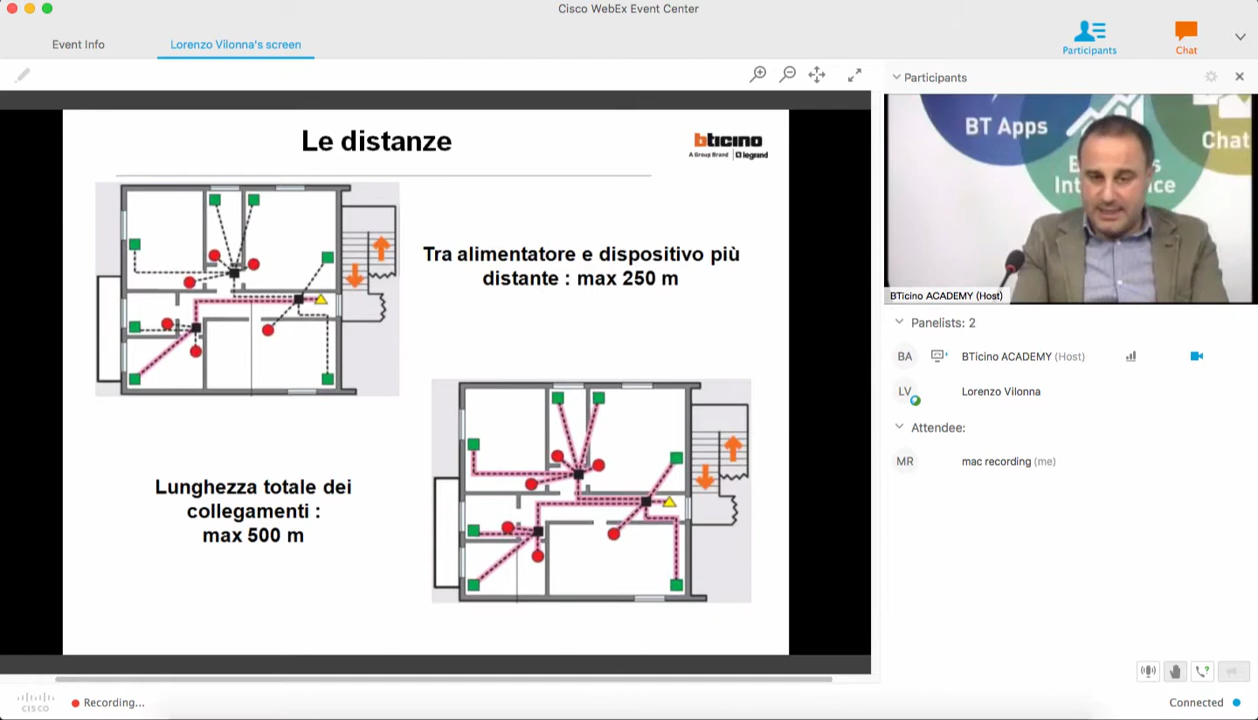 Cisco WebEx Event Center
Event Info
Lorenzo Vilonna's screen
Participants
Chat
Participants
Le distanze
bticino
A Group Brand | legrand
Tra alimentatore e dispositivo più
distante : max 250 m
Lunghezza totale dei
collegamenti :
max 500 m
BT Apps
Chat
BTicino ACADEMY (Host)
Panelists: 2
BA
BTicino ACADEMY (Host)
LV
Lorenzo Vilonna
Attendee:
MR
mac recording (me)
CISCO
Recording...
Connected